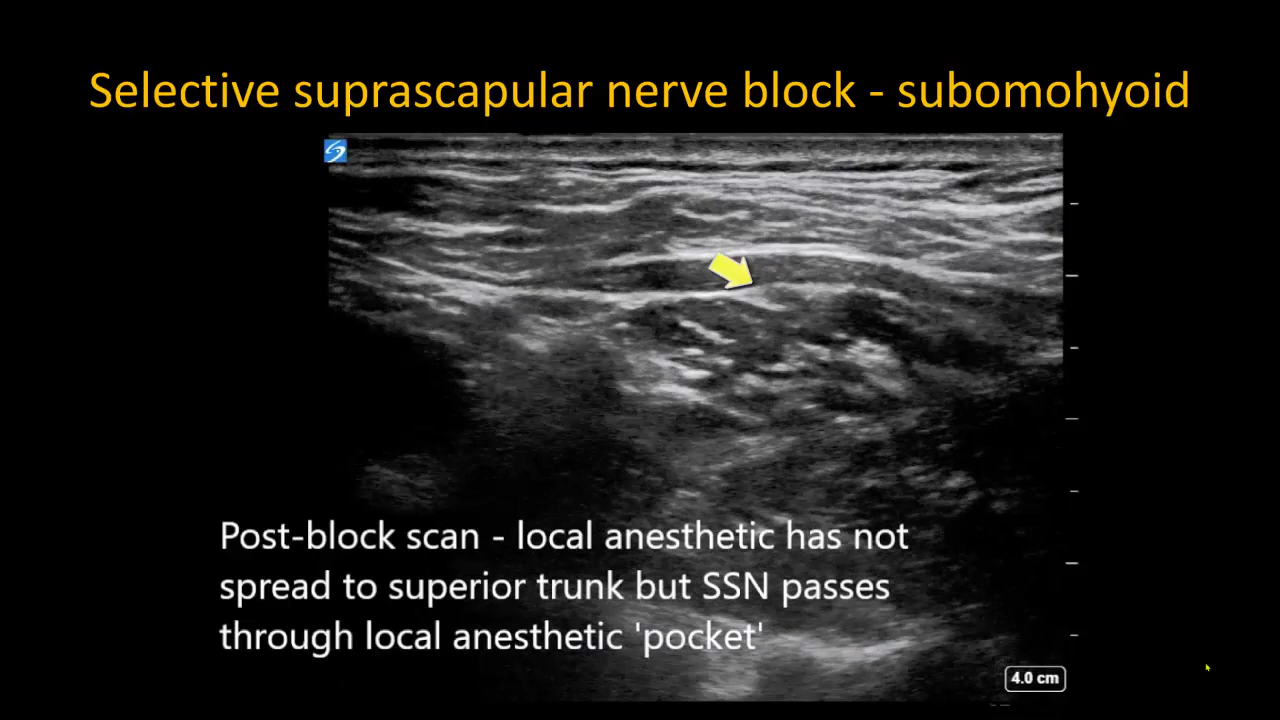 Selective suprascapular nerve block - subomohyoid
Post-block scan - local anesthetic has not
spread to superior trunk but SSN passes
through local anesthetic 'pocket'
4.0 cm